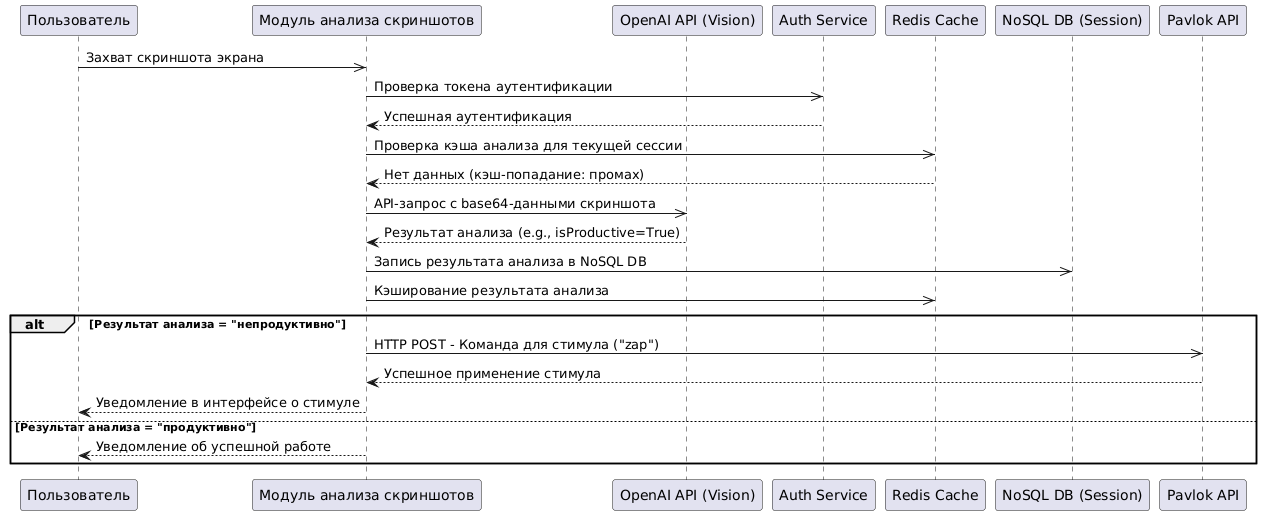 Пользователь
Модуль анализа скриншотов
OpenAI API (Vision)
Auth Service
Redis Cache
NoSQL DB (Session)
Pavlok API
Захват скриншота экрана
Проверка токена аутентификации
Успешная аутентификация
Проверка кэша анализа для текущей сессии
Нет данных (кэш-попадание: промах)
API-запрос с base64-данными скриншота
Результат анализа (e.g., isProductive=True)
Запись результата анализа в NoSQL DB
Кэширование результата анализа
alt
[Результат анализа = "непродуктивно"]
HTTP POST - Команда для стимула ("zap")
Успешное применение стимула
Уведомление в интерфейсе о стимуле
[Результат анализа = "продуктивно"]
Уведомление об успешной работе
Пользователь
Модуль анализа скриншотов
OpenAI API (Vision)
Auth Service
Redis Cache
NoSQL DB (Session)
Pavlok API